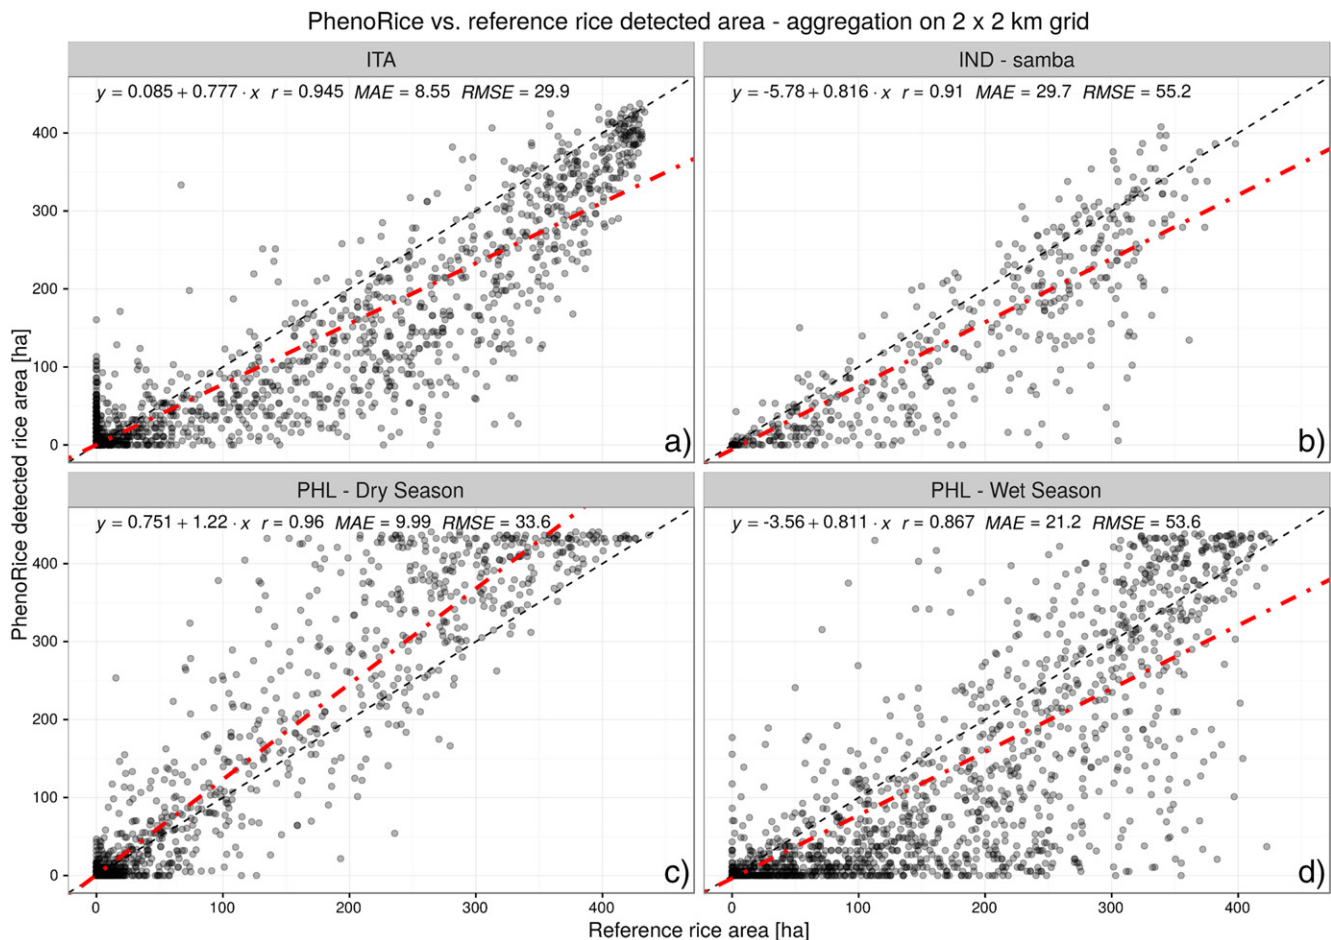 PhenoRice vs. reference rice detected area - aggregation on 2 x 2 km grid
ITA
IND - samba
y = 0.085 + 0.777 · x  r = 0.945  MAE = 8.55  RMSE = 29.9
y = -5.78 + 0.816 · x  r = 0.91  MAE = 29.7  RMSE = 55.2
400
300
200
100
0
a)
b)
PHL - Dry Season
PHL - Wet Season
y = 0.751 + 1.22 · x  r = 0.96  MAE = 9.99  RMSE = 33.6
y = -3.56 + 0.811 · x  r = 0.867  MAE = 21.2  RMSE = 53.6
400
300
200
100
0
c)
d)
0 100 200 300 400
0 100 200 300 400
Reference rice area [ha]
PhenoRice detected rice area [ha]